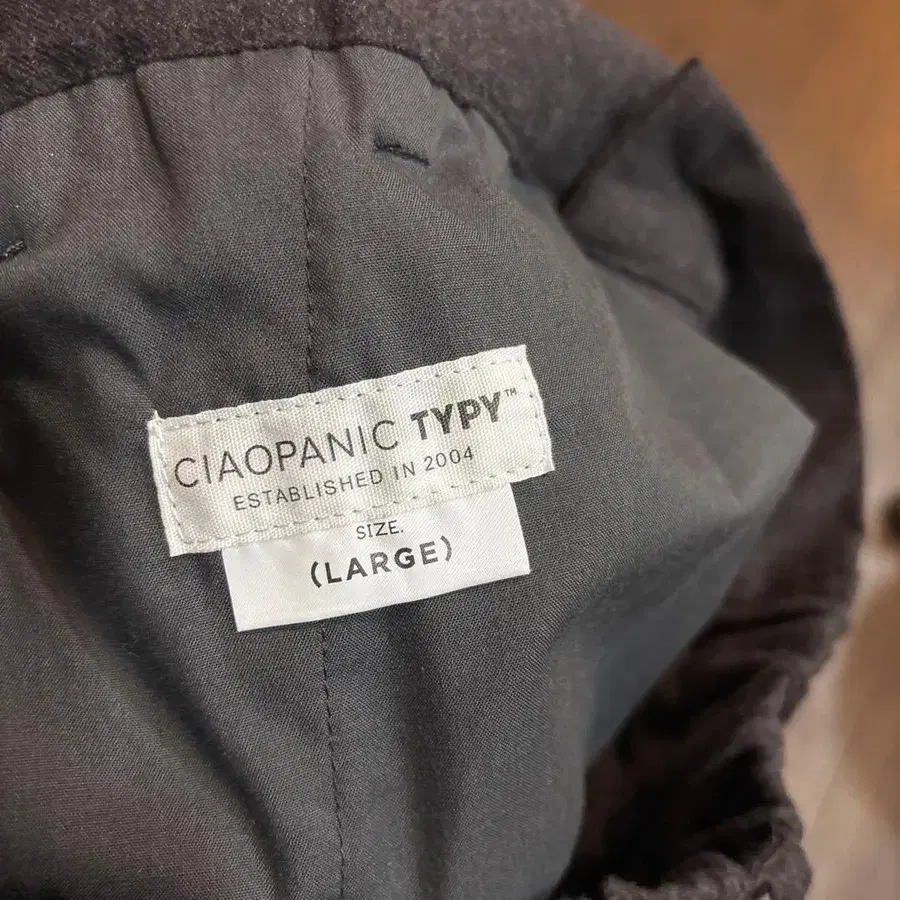 CIAOPANIC TYPY™
ESTABLISHED IN 2004
SIZE.
(LARGE)